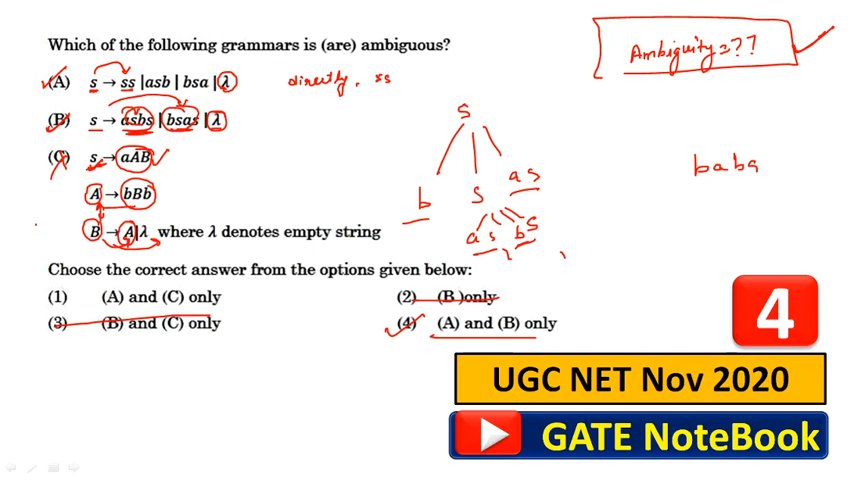 Which of the following grammars is (are) ambiguous?
Ambiguity=??
(A) s → ss |asb | bsa | λ
directly, ss
(B) s → asbs | bsas | λ
(C) s → aAB
A → bBb
B → A|λ where λ denotes empty string
S
b S as
a s b s
baba
Choose the correct answer from the options given below:
(1) (A) and (C) only
(2) (B )only
(3) (B) and (C) only
(4) (A) and (B) only
4
UGC NET Nov 2020
GATE NoteBook